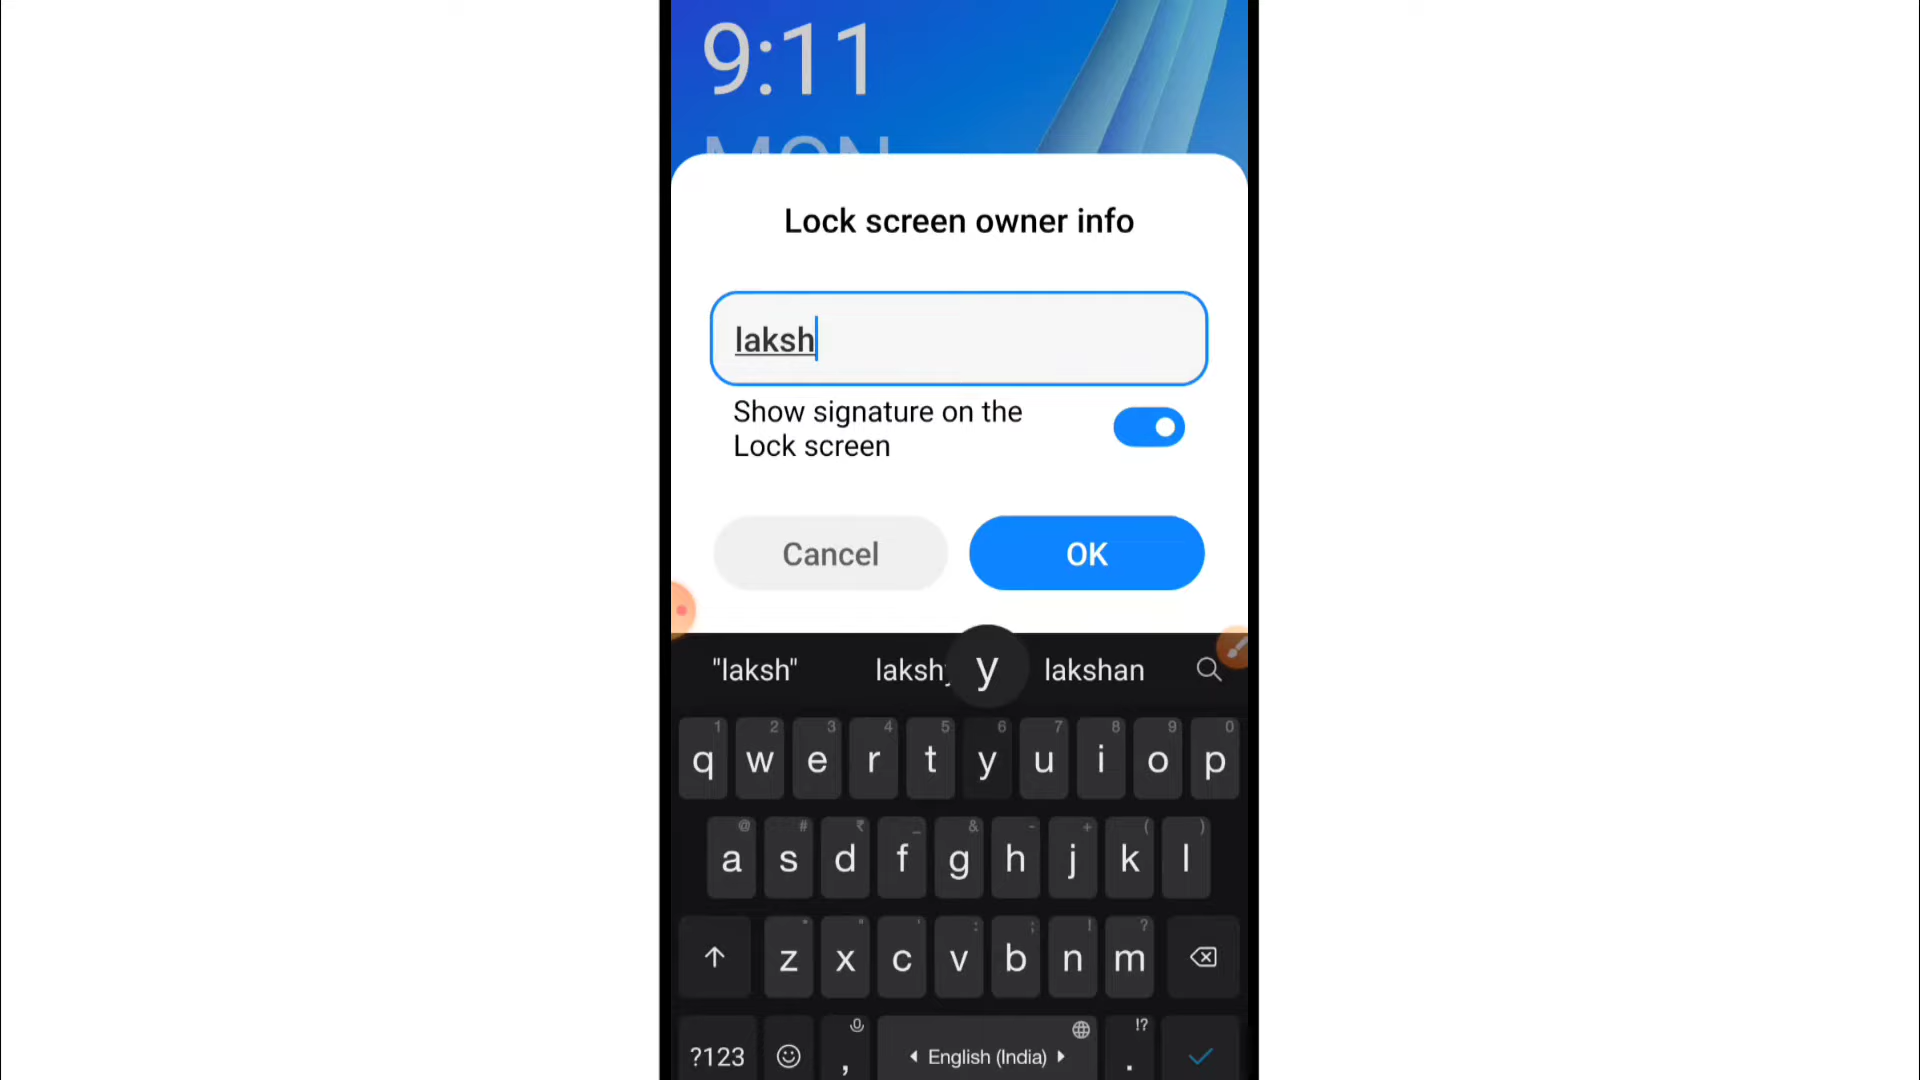 9:11
MON
Lock screen owner info
laksh
Show signature on the
Lock screen
Cancel
OK
"laksh" y lakshan
1 2 3 4 5 6 7 8 9 0
q w e r t y u i o p
@ # ₹ _ & - + ( )
a s d f g h j k l
* " ' : ; ! ?
z x c v b n m
!?
?123 , English (India) .